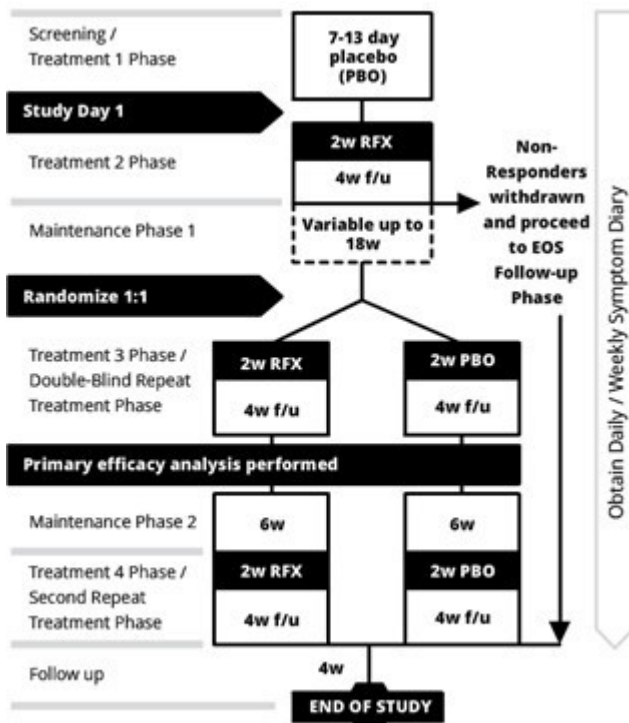 Screening /
Treatment 1 Phase
7-13 day
placebo
(PBO)
Study Day 1
Treatment 2 Phase
2w RFX
4w f/u
Non-
Responders
withdrawn
and proceed
to EOS
Follow-up
Phase
Maintenance Phase 1
Variable up to
18w
Randomize 1:1
Treatment 3 Phase /
Double-Blind Repeat
Treatment Phase
2w RFX
4w f/u
2w PBO
4w f/u
Primary efficacy analysis performed
Maintenance Phase 2
6w
6w
Treatment 4 Phase /
Second Repeat
Treatment Phase
2w RFX
4w f/u
2w PBO
4w f/u
Follow up
4w
END OF STUDY
Obtain Daily / Weekly Symptom Diary